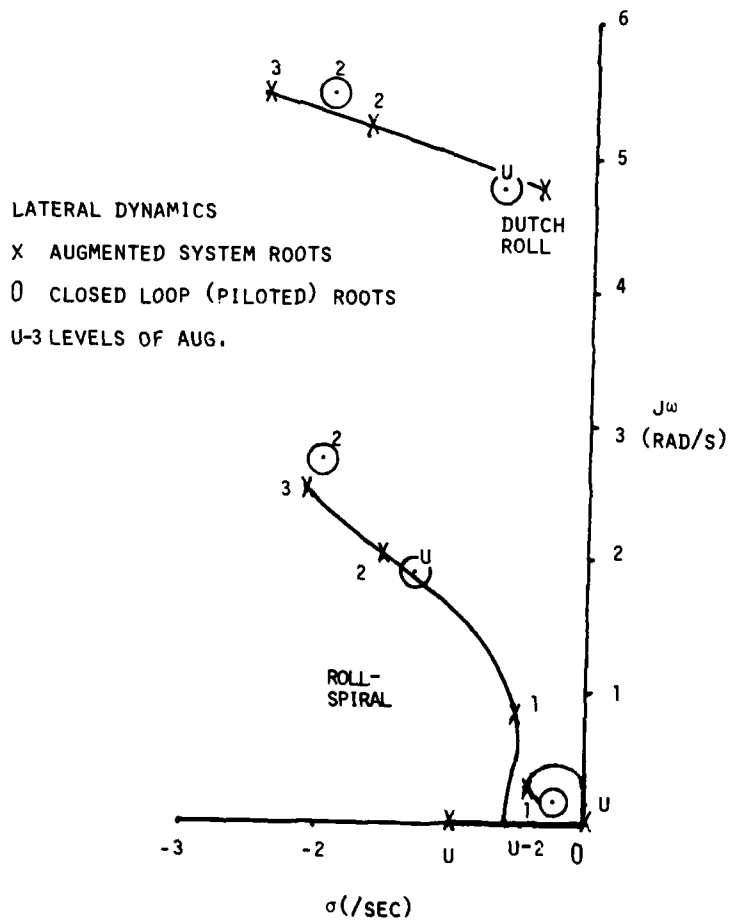 6
3
2
2
5
U
DUTCH
ROLL
LATERAL DYNAMICS
X AUGMENTED SYSTEM ROOTS
O CLOSED LOOP (PILOTED) ROOTS
U-3 LEVELS OF AUG.
4
Jω
(RAD/S)
3
2
3
2
U
2
ROLL-
SPIRAL
1
1
1
U
-3
-2
U
U-2
0
σ(/SEC)